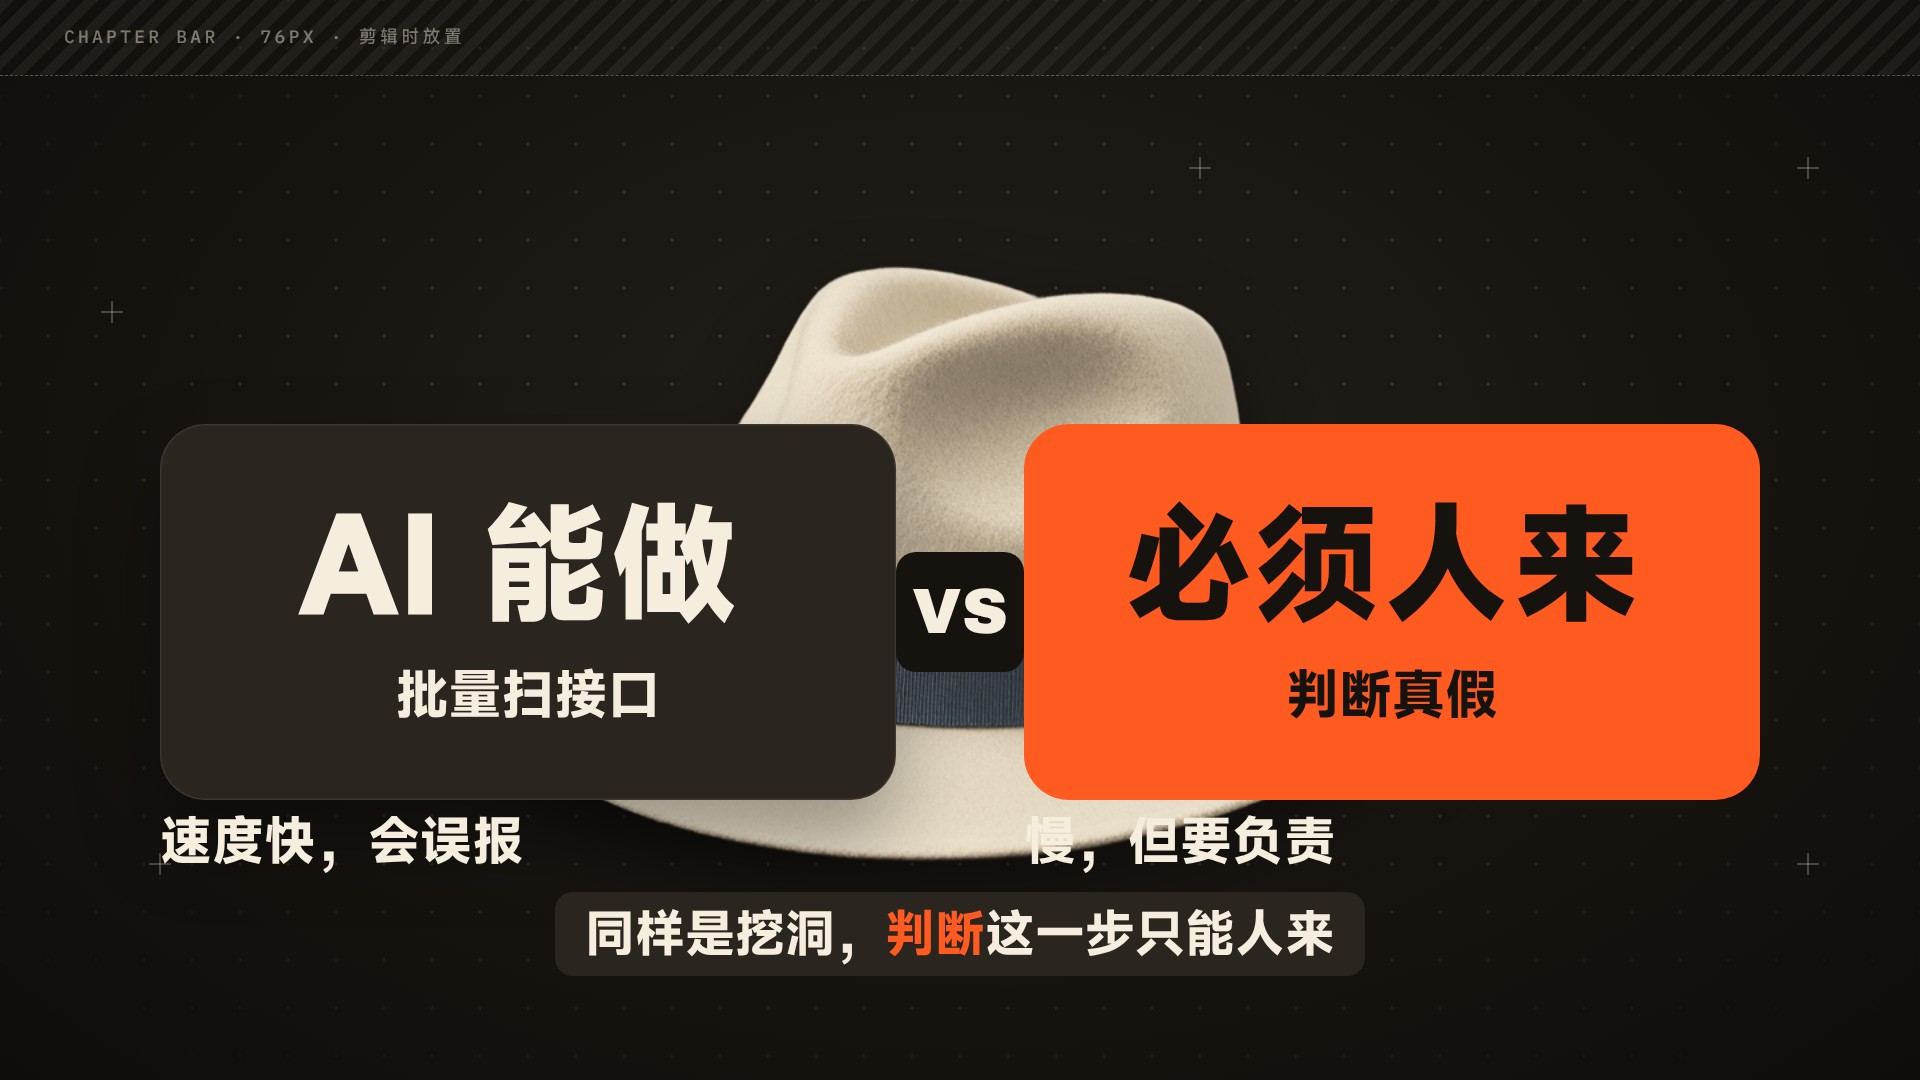 CHAPTER BAR · 76PX · 剪辑时放置
AI 能做
批量扫接口
VS
必须人来
判断真假
速度快，会误报
慢，但要负责
同样是挖洞，判断这一步只能人来